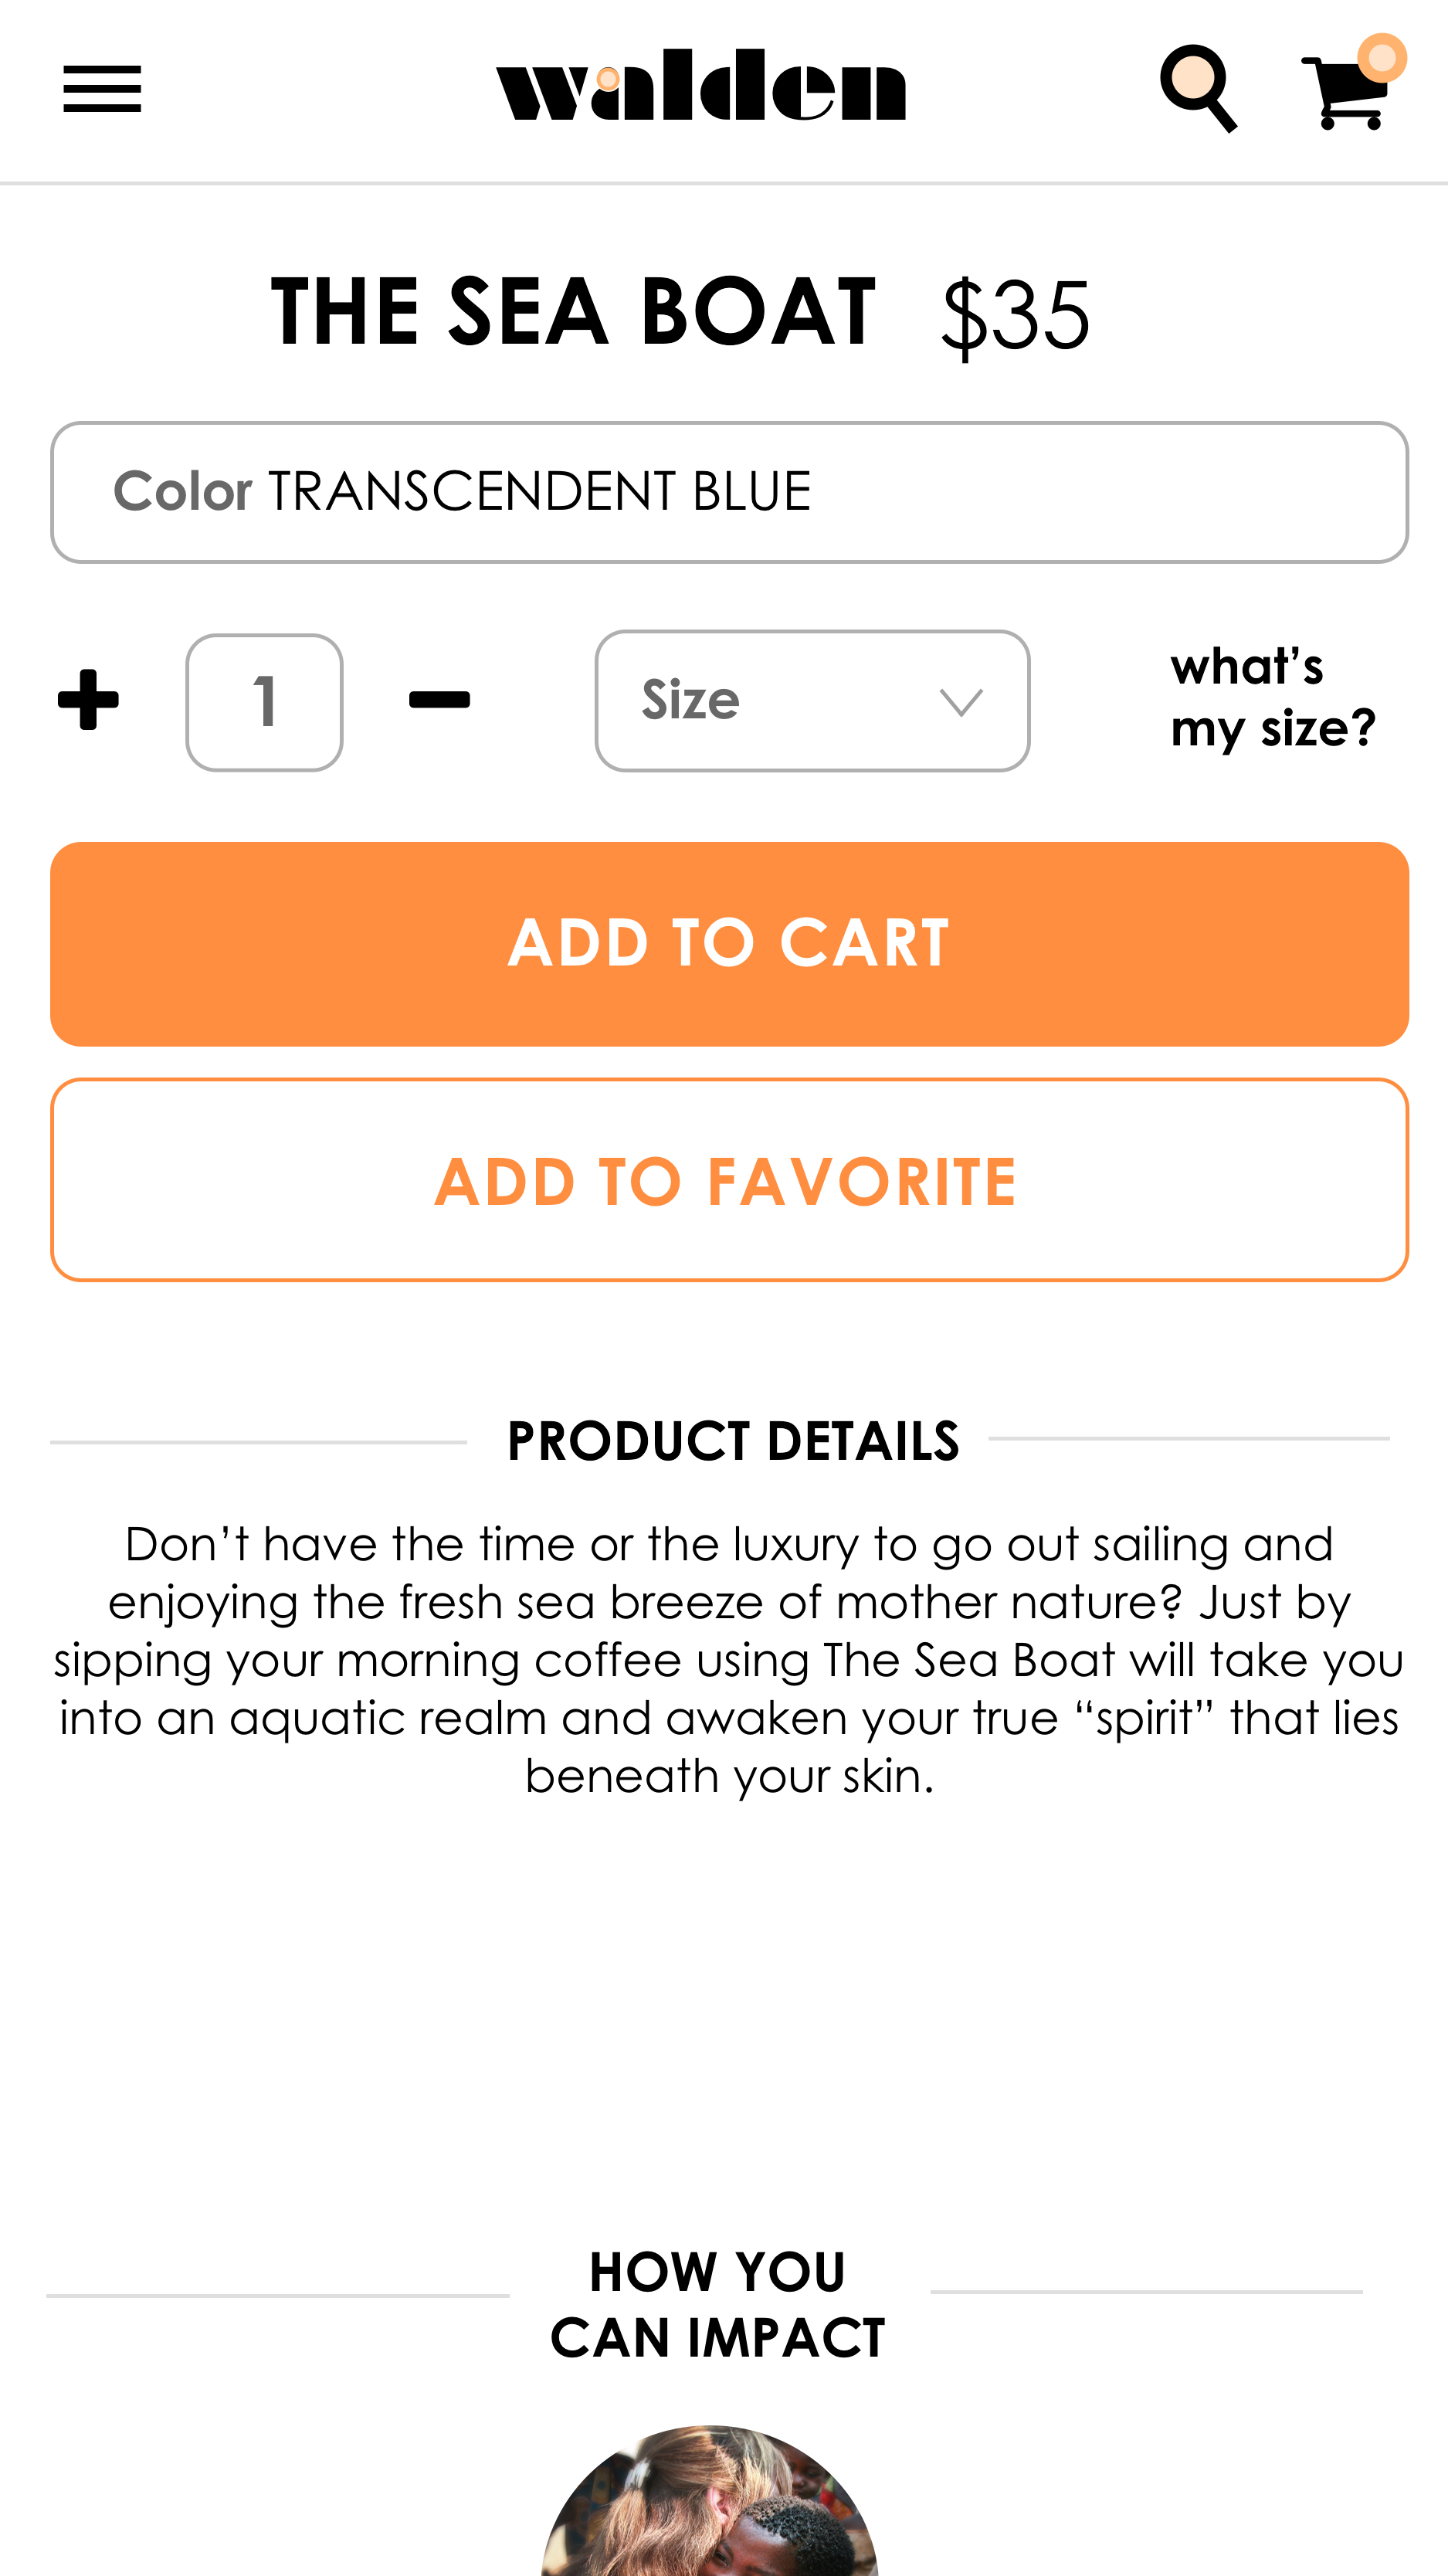 walden
THE SEA BOAT $35
Color TRANSCENDENT BLUE
1
Size
what’s
my size?
ADD TO CART
ADD TO FAVORITE
PRODUCT DETAILS
Don’t have the time or the luxury to go out sailing and
enjoying the fresh sea breeze of mother nature? Just by
sipping your morning coffee using The Sea Boat will take you
into an aquatic realm and awaken your true “spirit” that lies
beneath your skin.
HOW YOU
CAN IMPACT